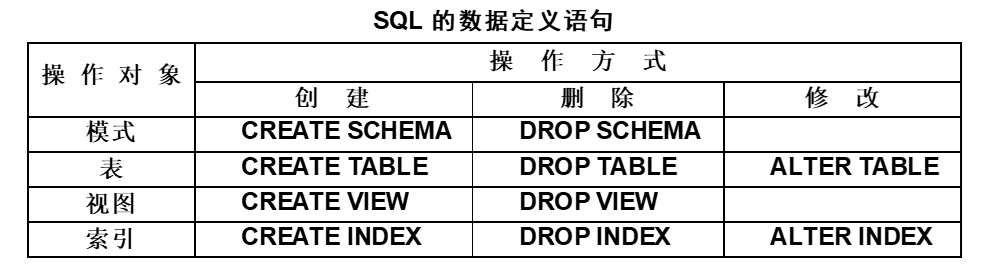 SQL 的数据定义语句
操 作 对 象
操 作 方 式
创 建 删 除 修 改
模式 CREATE SCHEMA DROP SCHEMA
表 CREATE TABLE DROP TABLE ALTER TABLE
视图 CREATE VIEW DROP VIEW
索引 CREATE INDEX DROP INDEX ALTER INDEX